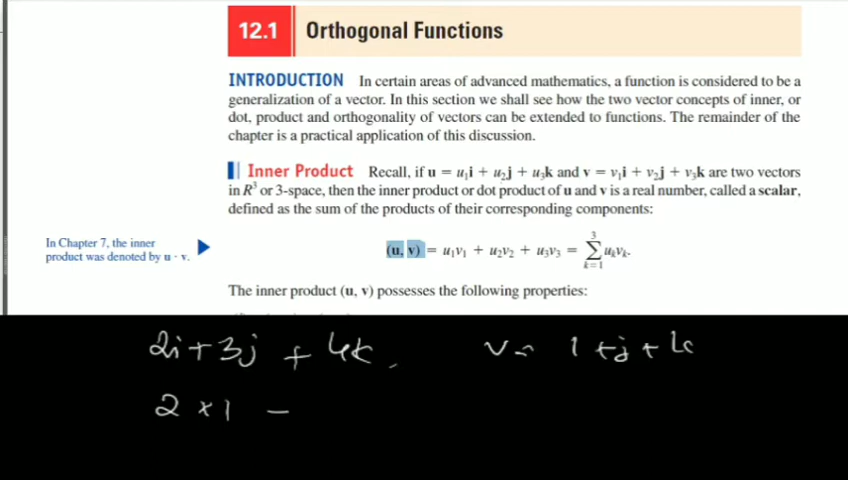 12.1 Orthogonal Functions
INTRODUCTION In certain areas of advanced mathematics, a function is considered to be a
generalization of a vector. In this section we shall see how the two vector concepts of inner, or
dot, product and orthogonality of vectors can be extended to functions. The remainder of the
chapter is a practical application of this discussion.
Inner Product Recall, if u = u₁i + u₂j + u₃k and v = v₁i + v₂j + v₃k are two vectors
in R³ or 3-space, then the inner product or dot product of u and v is a real number, called a scalar,
defined as the sum of the products of their corresponding components:
In Chapter 7, the inner
product was denoted by u · v.
(u, v) = u₁v₁ + u₂v₂ + u₃v₃ = ∑³ₖ₌₁ uₖvₖ.
The inner product (u, v) possesses the following properties:
2i + 3j + 4k, v = i + j + k
2 × 1 –